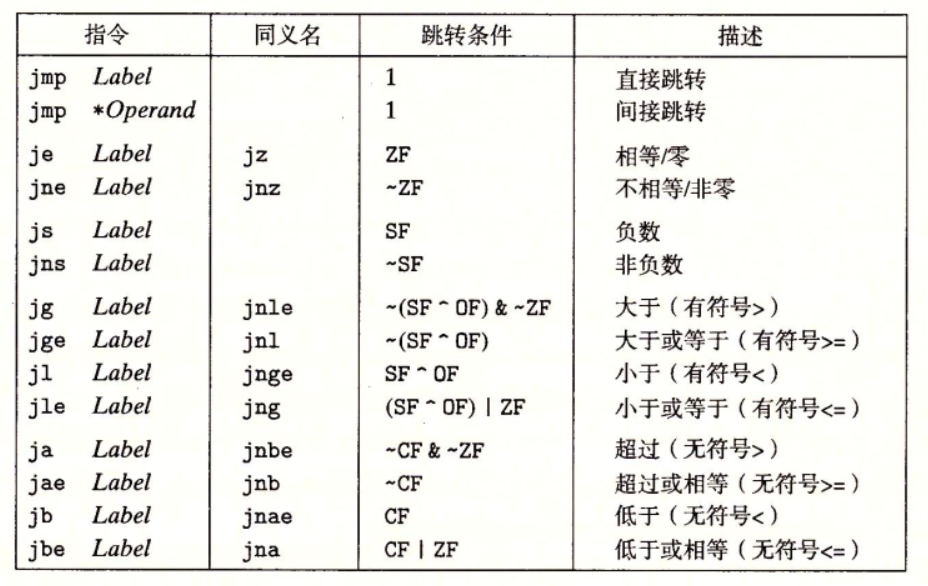 指令 同义名 跳转条件 描述
jmp Label 1 直接跳转
jmp *Operand 1 间接跳转
je Label jz ZF 相等/零
jne Label jnz ~ZF 不相等/非零
js Label SF 负数
jns Label ~SF 非负数
jg Label jnle ~(SF ^ OF) & ~ZF 大于（有符号>）
jge Label jnl ~(SF ^ OF) 大于或等于（有符号>=）
jl Label jnge SF ^ OF 小于（有符号<）
jle Label jng (SF ^ OF) | ZF 小于或等于（有符号<=）
ja Label jnbe ~CF & ~ZF 超过（无符号>）
jae Label jnb ~CF 超过或相等（无符号>=）
jb Label jnae CF 低于（无符号<）
jbe Label jna CF | ZF 低于或相等（无符号<=）